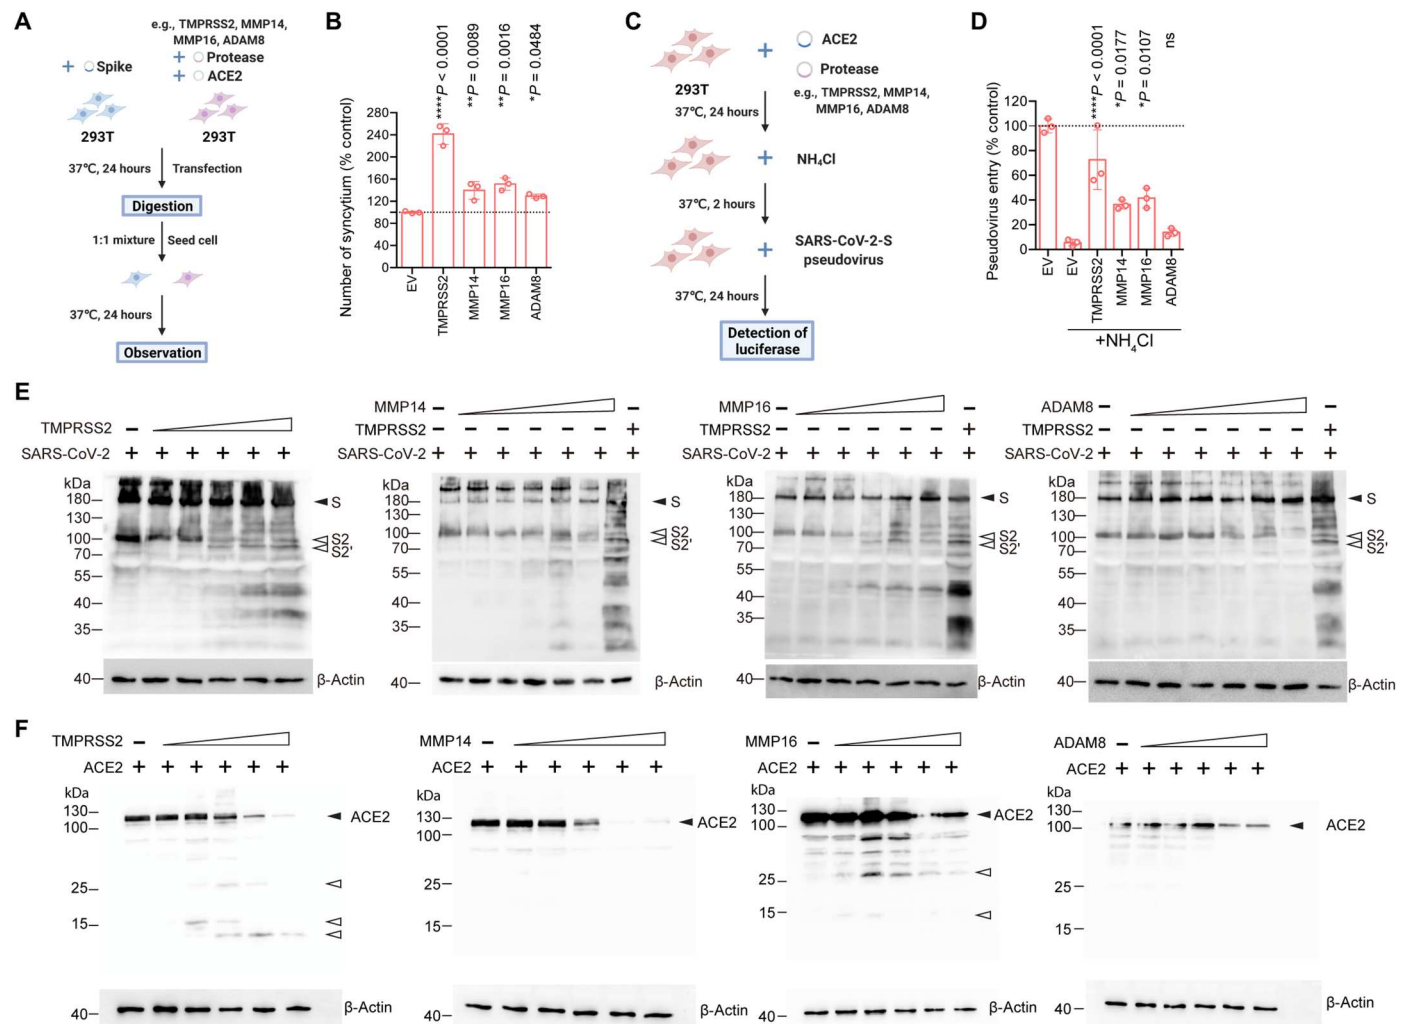 A
e.g., TMPRSS2, MMP14,
MMP16, ADAM8
+ Spike
+ Protease
+ ACE2
293T
293T
37℃, 24 hours
Transfection
Digestion
1:1 mixture
Seed cell
37℃, 24 hours
Observation
B
****P < 0.0001
**P = 0.0089
**P = 0.0016
*P = 0.0484
Number of syncytium (% control)
280
240
200
160
120
80
40
0
EV
TMPRSS2
MMP14
MMP16
ADAM8
C
+
ACE2
Protease
293T
e.g., TMPRSS2, MMP14,
MMP16, ADAM8
37℃, 24 hours
+ NH₄Cl
37℃, 2 hours
+ SARS-CoV-2-S
pseudovirus
37℃, 24 hours
Detection of
luciferase
D
****P < 0.0001
*P = 0.0177
*P = 0.0107
ns
Pseudovirus entry (% control)
120
100
80
60
40
20
0
EV
EV
TMPRSS2
MMP14
MMP16
ADAM8
+NH₄Cl
E
TMPRSS2 –
SARS-CoV-2 + + + + + +
kDa
180
130
100
70
55
40
35
S
S2
S2'
40
β-Actin
MMP14 – –
TMPRSS2 – – – – – – +
SARS-CoV-2 + + + + + + +
kDa
180
130
100
70
55
40
35
S
S2
S2'
40
β-Actin
MMP16 – –
TMPRSS2 – – – – – – +
SARS-CoV-2 + + + + + + +
kDa
180
130
100
70
55
40
35
S
S2
S2'
40
β-Actin
ADAM8 – –
TMPRSS2 – – – – – – – +
SARS-CoV-2 + + + + + + + +
kDa
180
130
100
70
55
40
35
S
S2
S2'
40
β-Actin
F
TMPRSS2 –
ACE2 + + + + + +
kDa
130
100
25
15
ACE2
40
β-Actin
MMP14 –
ACE2 + + + + + +
kDa
130
100
25
15
ACE2
40
β-Actin
MMP16 –
ACE2 + + + + + +
kDa
130
100
25
15
ACE2
40
β-Actin
ADAM8 –
ACE2 + + + + + +
kDa
130
100
25
15
ACE2
40
β-Actin